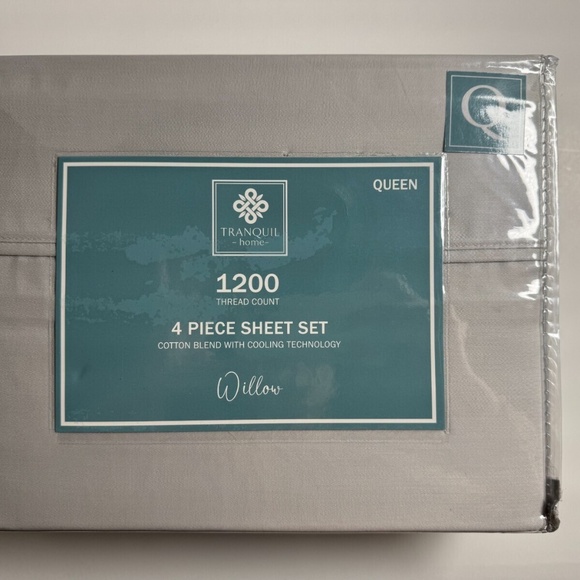 Q
QUEEN
TRANQUIL
~ home ~
1200
THREAD COUNT
4 PIECE SHEET SET
COTTON BLEND WITH COOLING TECHNOLOGY
Willow